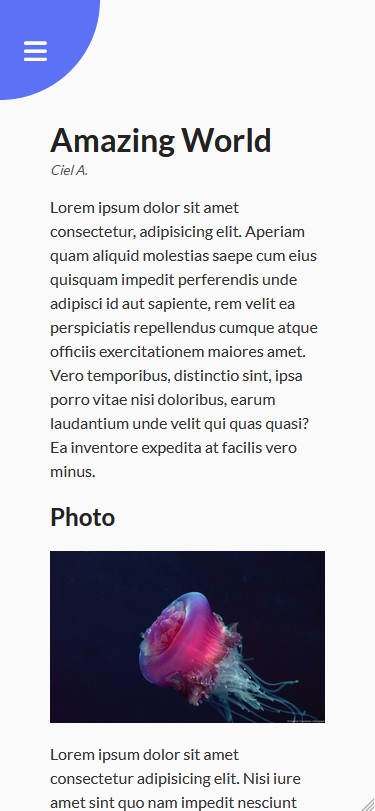 Amazing World
Ciel A.
Lorem ipsum dolor sit amet
consectetur, adipisicing elit. Aperiam
quam aliquid molestias saepe cum eius
quisquam impedit perferendis unde
adipisci id aut sapiente, rem velit ea
perspiciatis repellendus cumque atque
officiis exercitationem maiores amet.
Vero temporibus, distinctio sint, ipsa
porro vitae nisi doloribus, earum
laudantium unde velit qui quas quasi?
Ea inventore expedita at facilis vero
minus.
Photo
Lorem ipsum dolor sit amet
consectetur adipisicing elit. Nisi iure
amet sint quo nam impedit nesciunt